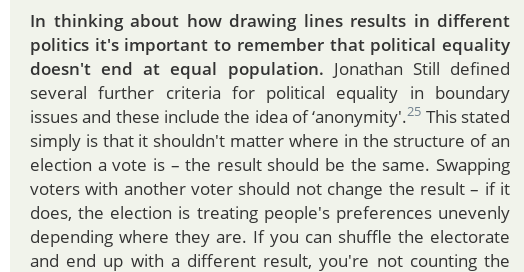 In thinking about how drawing lines results in different
politics it's important to remember that political equality
doesn't end at equal population. Jonathan Still defined
several further criteria for political equality in boundary
issues and these include the idea of ‘anonymity'.25 This stated
simply is that it shouldn't matter where in the structure of an
election a vote is – the result should be the same. Swapping
voters with another voter should not change the result – if it
does, the election is treating people's preferences unevenly
depending where they are. If you can shuffle the electorate
and end up with a different result, you're not counting the